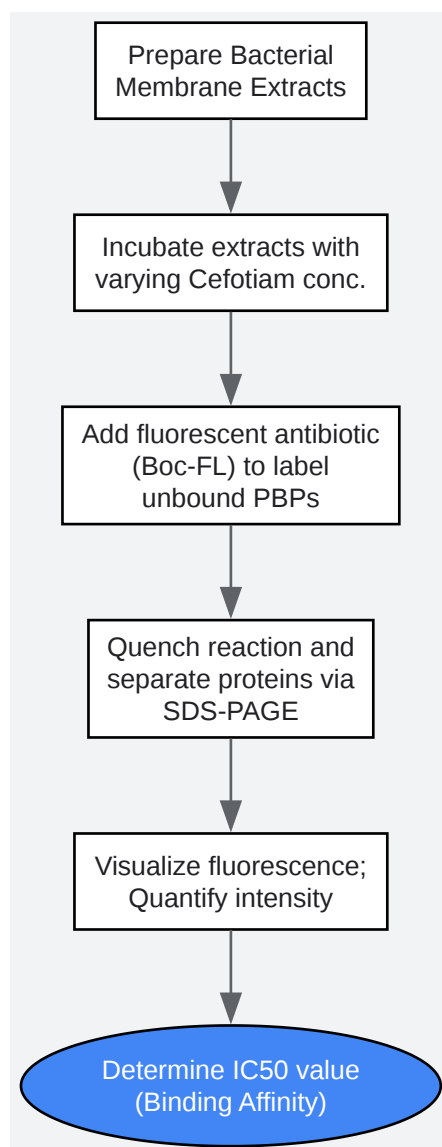 Prepare Bacterial
Membrane Extracts
Incubate extracts with
varying Cefotiam conc.
Add fluorescent antibiotic
(Boc-FL) to label
unbound PBPs
Quench reaction and
separate proteins via
SDS-PAGE
Visualize fluorescence;
Quantify intensity
Determine IC50 value
(Binding Affinity)